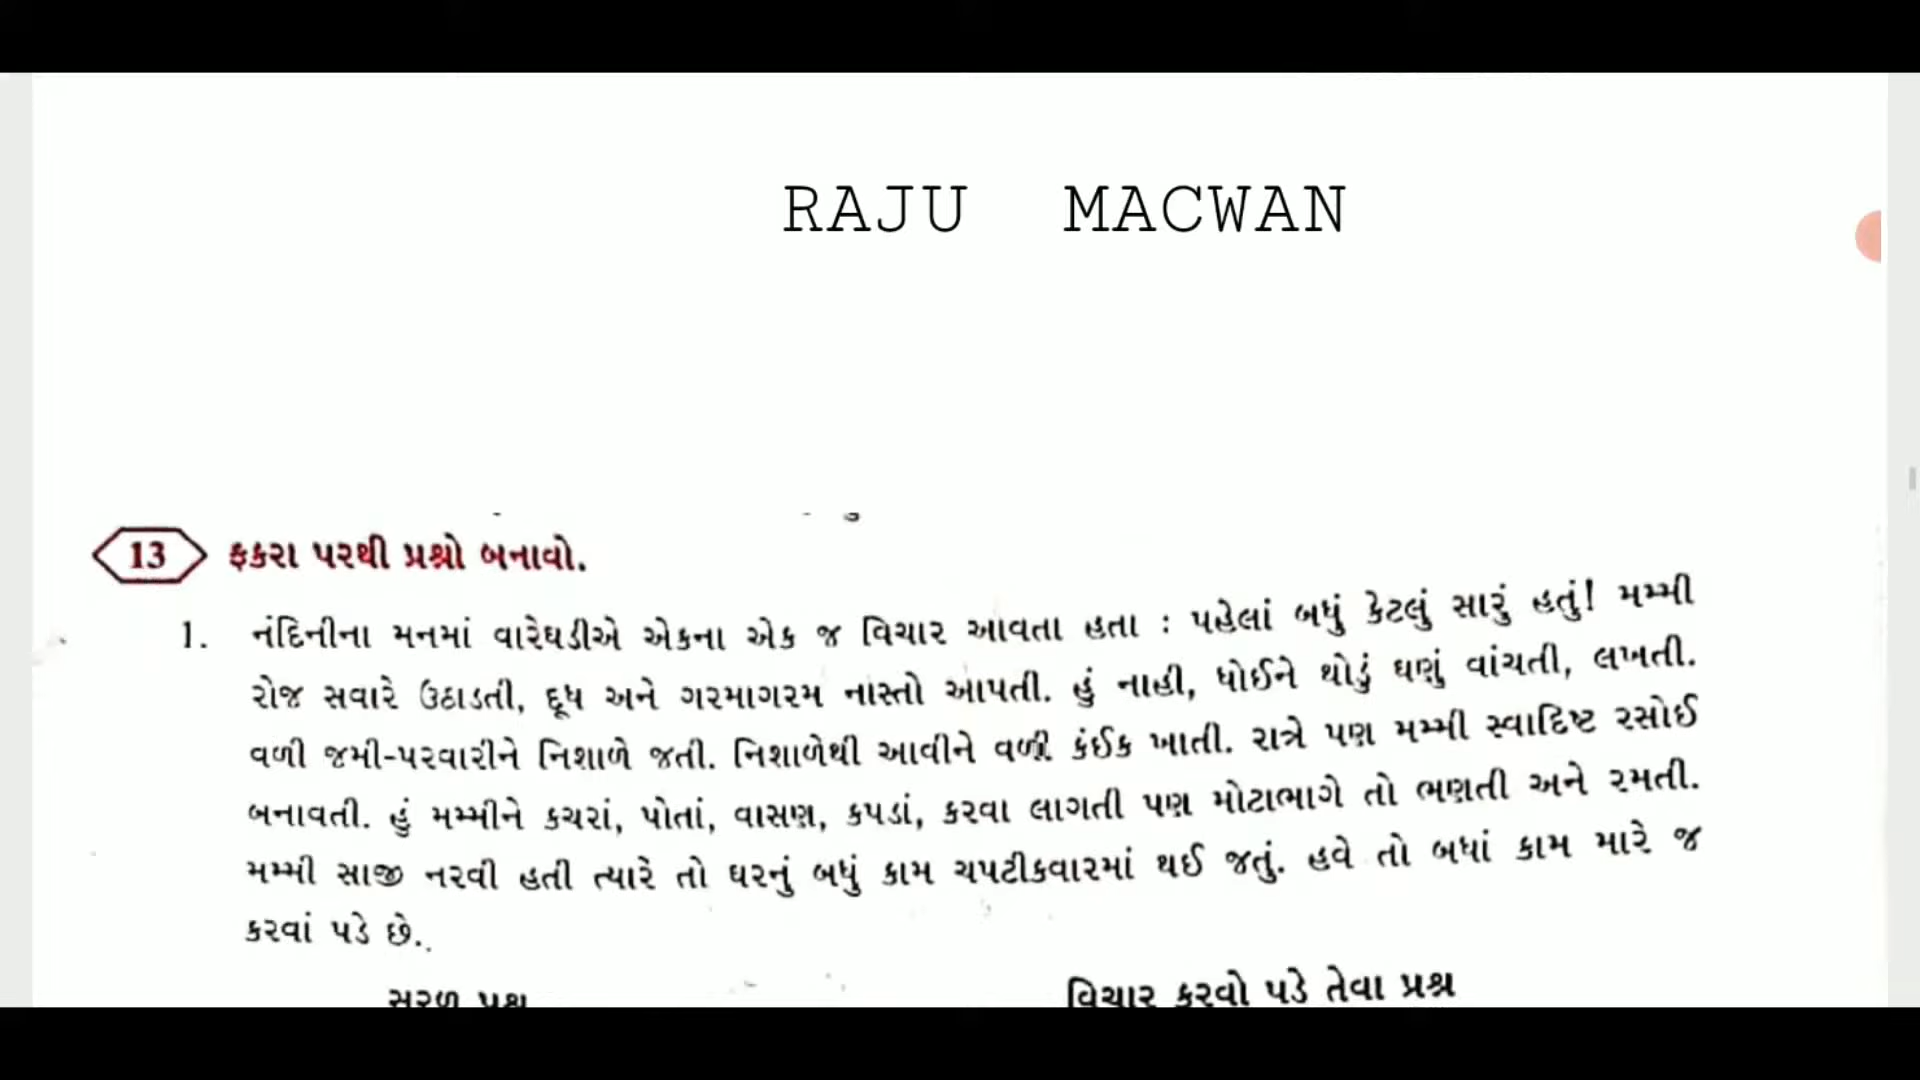 RAJU MACWAN
13 ફકરા પરથી પ્રશ્નો બનાવો.
1. નંદિનીના મનમાં વારેઘડીએ એકના એક જ વિચાર આવતા હતા : પહેલાં બધું કેટલું સારું હતું! મમ્મી
રોજ સવારે ઉઠાડતી, દૂધ અને ગરમાગરમ નાસ્તો આપતી. હું નાહી, ધોઈને થોડું ઘણું વાંચતી, લખતી.
વળી જમી-પરવારીને નિશાળે જતી. નિશાળેથી આવીને વળી કંઈક ખાતી. રાત્રે પણ મમ્મી સ્વાદિષ્ટ રસોઈ
બનાવતી. હું મમ્મીને કચરાં, પોતાં, વાસણ, કપડાં, કરવા લાગતી પણ મોટાભાગે તો ભણતી અને રમતી.
મમ્મી સાજી નરવી હતી ત્યારે તો ઘરનું બધું કામ ચપટીકવારમાં થઈ જતું. હવે તો બધાં કામ મારે જ
કરવાં પડે છે.
સરળ પ્રશ્ન વિચાર કરવો પડે તેવા પ્રશ્ન